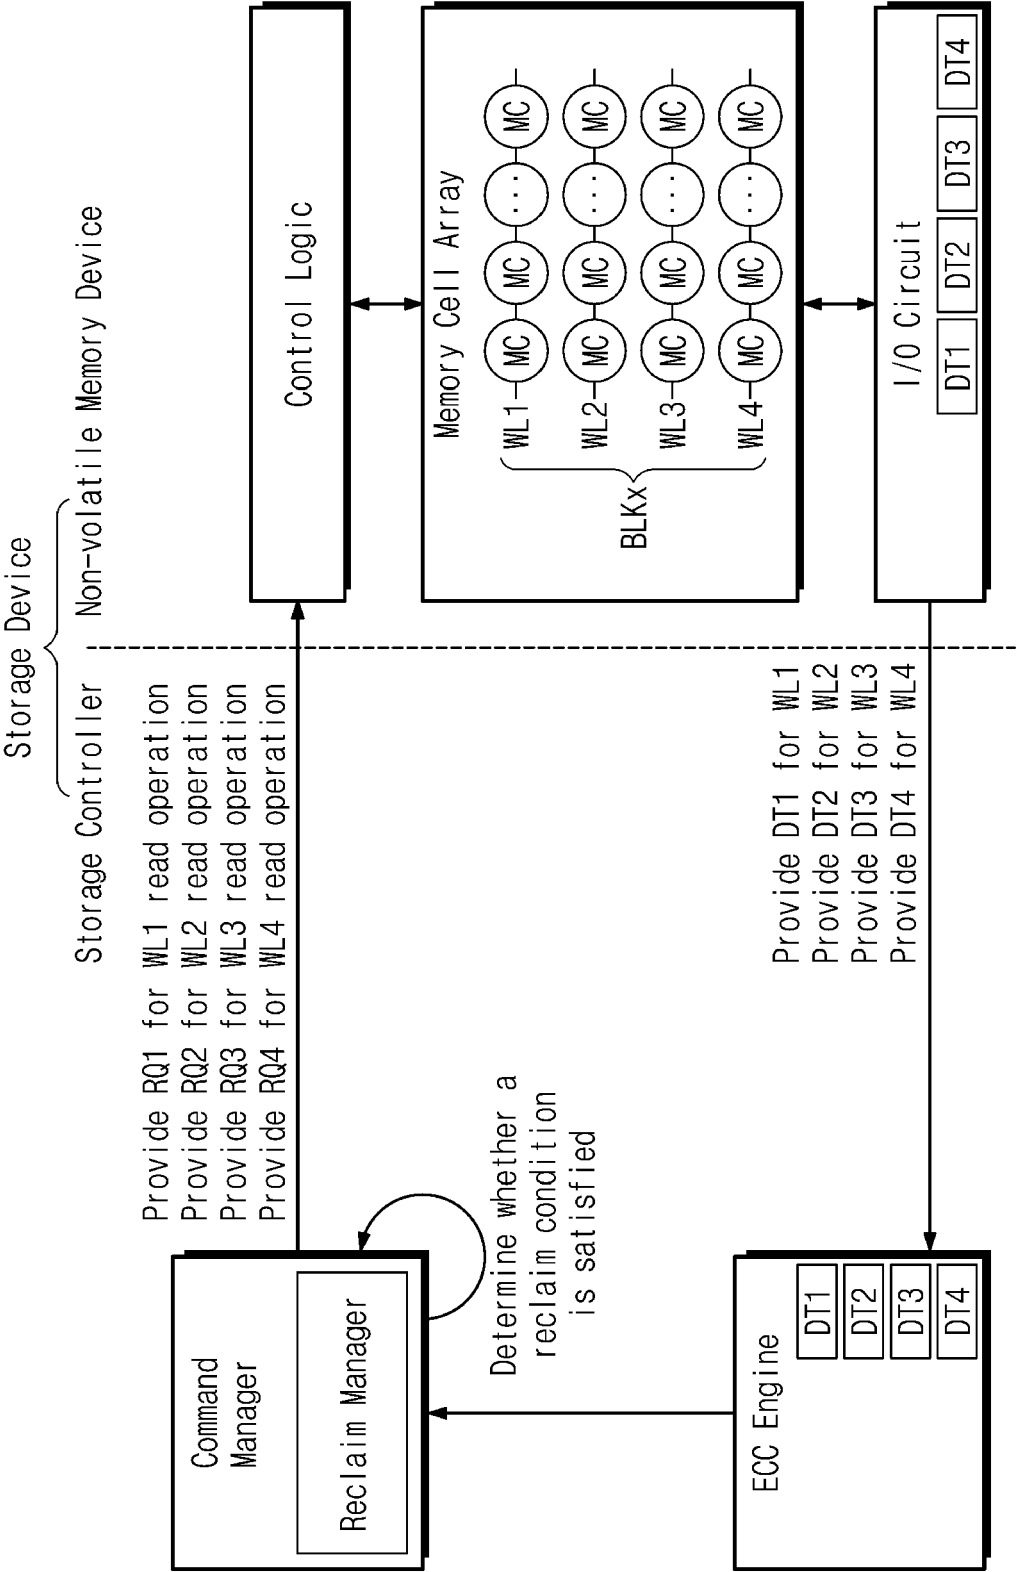 Storage Device
Storage Controller
Non-volatile Memory Device
Provide RQ1 for WL1 read operation
Provide RQ2 for WL2 read operation
Provide RQ3 for WL3 read operation
Provide RQ4 for WL4 read operation
Command
Manager
Reclaim Manager
Determine whether a
reclaim condition
is satisfied
Control Logic
Memory Cell Array
BLKx
WL1 MC MC ... MC
WL2 MC MC ... MC
WL3 MC MC ... MC
WL4 MC MC ... MC
ECC Engine
DT1
DT2
DT3
DT4
Provide DT1 for WL1
Provide DT2 for WL2
Provide DT3 for WL3
Provide DT4 for WL4
I/O Circuit
DT1 DT2 DT3 DT4